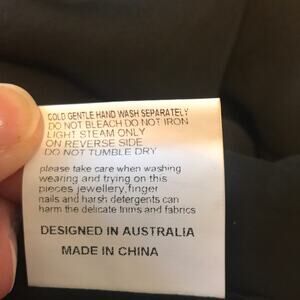 COLD GENTLE HAND WASH SEPARATELY
DO NOT BLEACH DO NOT IRON
LIGHT STEAM ONLY
ON REVERSE SIDE
DO NOT TUMBLE DRY
please take care when washing
wearing and trying on this
pieces jewellery,finger
nails and harsh detergents can
harm the delicate trims and fabrics
DESIGNED IN AUSTRALIA
MADE IN CHINA